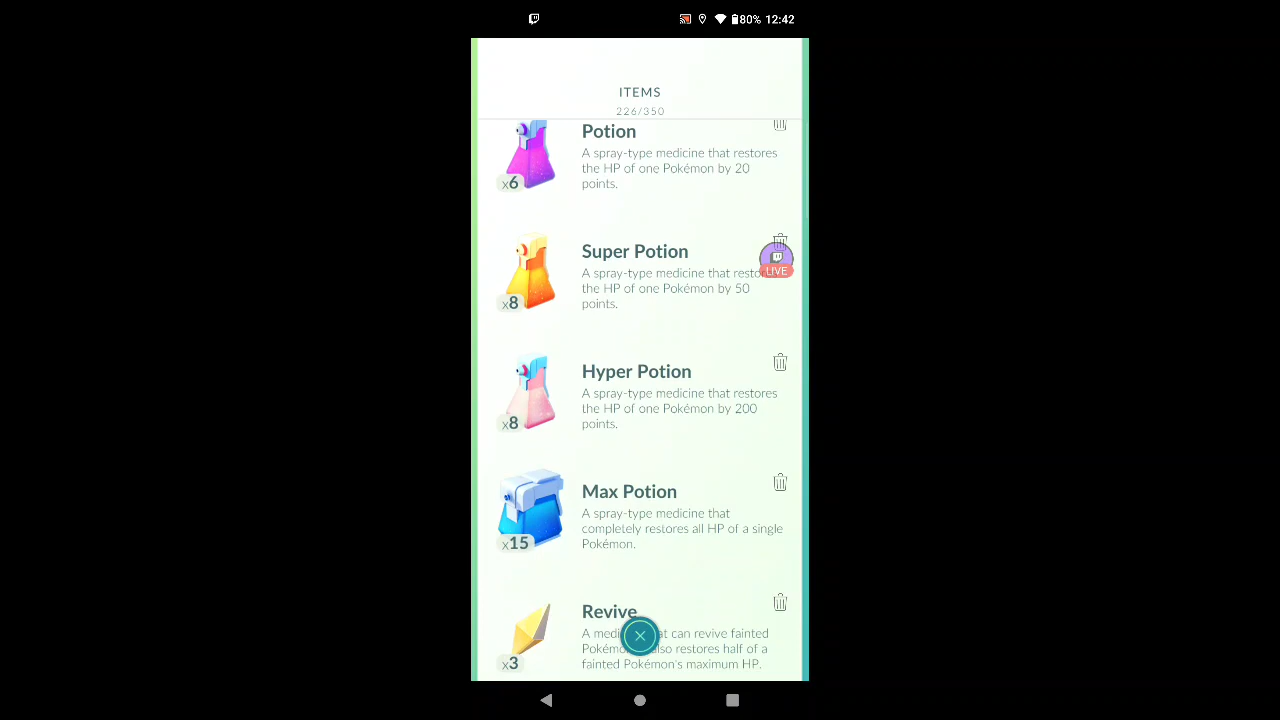 80% 12:42
ITEMS
226/350
Potion
A spray-type medicine that restores
the HP of one Pokémon by 20
points.
x6
Super Potion
A spray-type medicine that resto
LIVE
the HP of one Pokémon by 50
points.
x8
Hyper Potion
A spray-type medicine that restores
the HP of one Pokémon by 200
points.
x8
Max Potion
A spray-type medicine that
completely restores all HP of a single
Pokémon.
x15
Revive
A medi at can revive fainted
Pokémo also restores half of a
fainted Pokémon's maximum HP.
x3